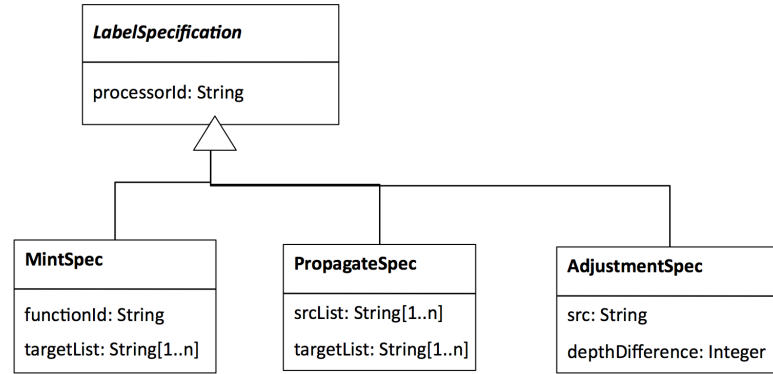 LabelSpecification
processorId: String
MintSpec
functionId: String
targetList: String[1..n]
PropagateSpec
srcList: String[1..n]
targetList: String[1..n]
AdjustmentSpec
src: String
depthDifference: Integer